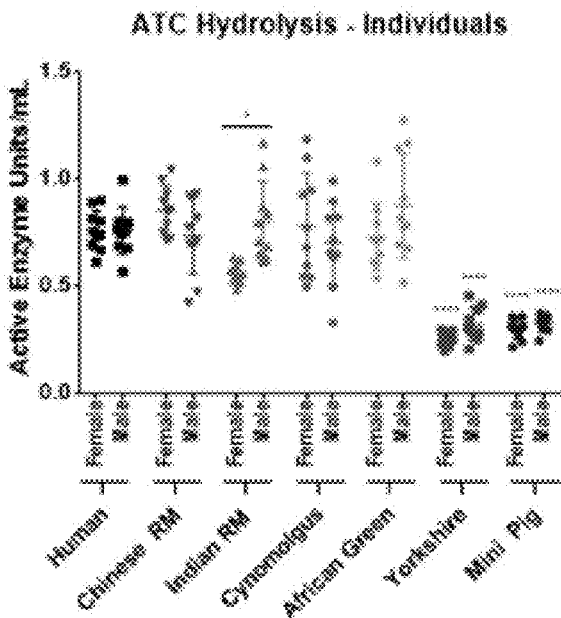 ATC Hydrolysis - Individuals
Active Enzyme Units/mL
1.5
1.0
0.5
0.0
Female
Male
Female
Male
Female
Male
Female
Male
Female
Male
Female
Male
Female
Male
Human
Chinese RM
Indian RM
Cynomolgus
African Green
Yorkshire
Mini Pig